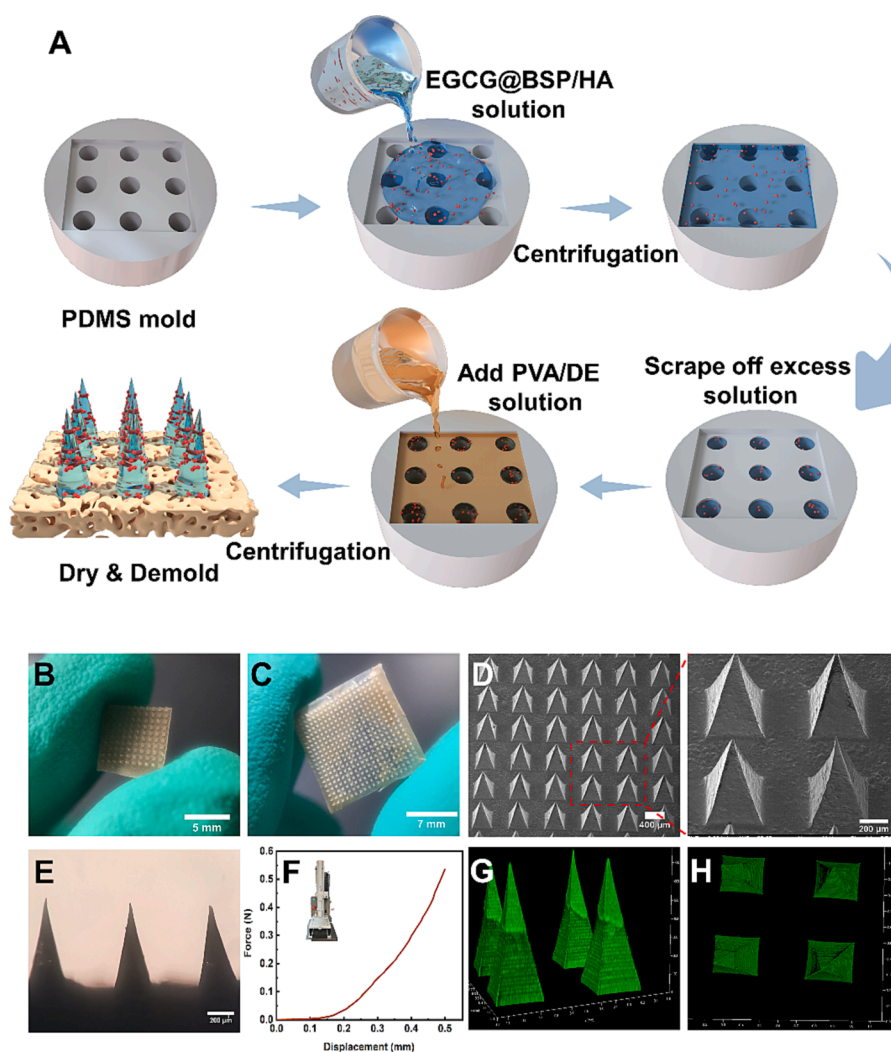 A
EGCG@BSP/HA
solution
Centrifugation
PDMS mold
Scrape off excess
solution
Add PVA/DE
solution
Centrifugation
Dry & Demold
B
5 mm
C
7 mm
D
400 μm
200 μm
E
200 μm
F
Force (N)
0.6
0.5
0.4
0.3
0.2
0.1
0.0
0.0 0.1 0.2 0.3 0.4 0.5
Displacement (mm)
G
H